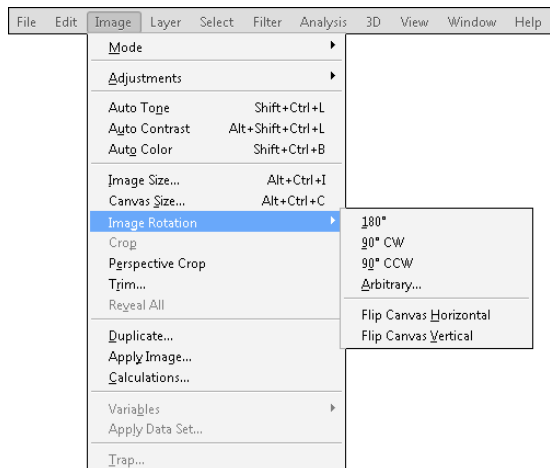 File Edit Image Layer Select Filter Analysis 3D View Window Help
Mode
Adjustments
Auto Tone Shift+Ctrl+L
Auto Contrast Alt+Shift+Ctrl+L
Auto Color Shift+Ctrl+B
Image Size... Alt+Ctrl+I
Canvas Size... Alt+Ctrl+C
Image Rotation
Crop
Perspective Crop
Trim...
Reveal All
Duplicate...
Apply Image...
Calculations...
Variables
Apply Data Set...
Trap...
180°
90° CW
90° CCW
Arbitrary...
Flip Canvas Horizontal
Flip Canvas Vertical